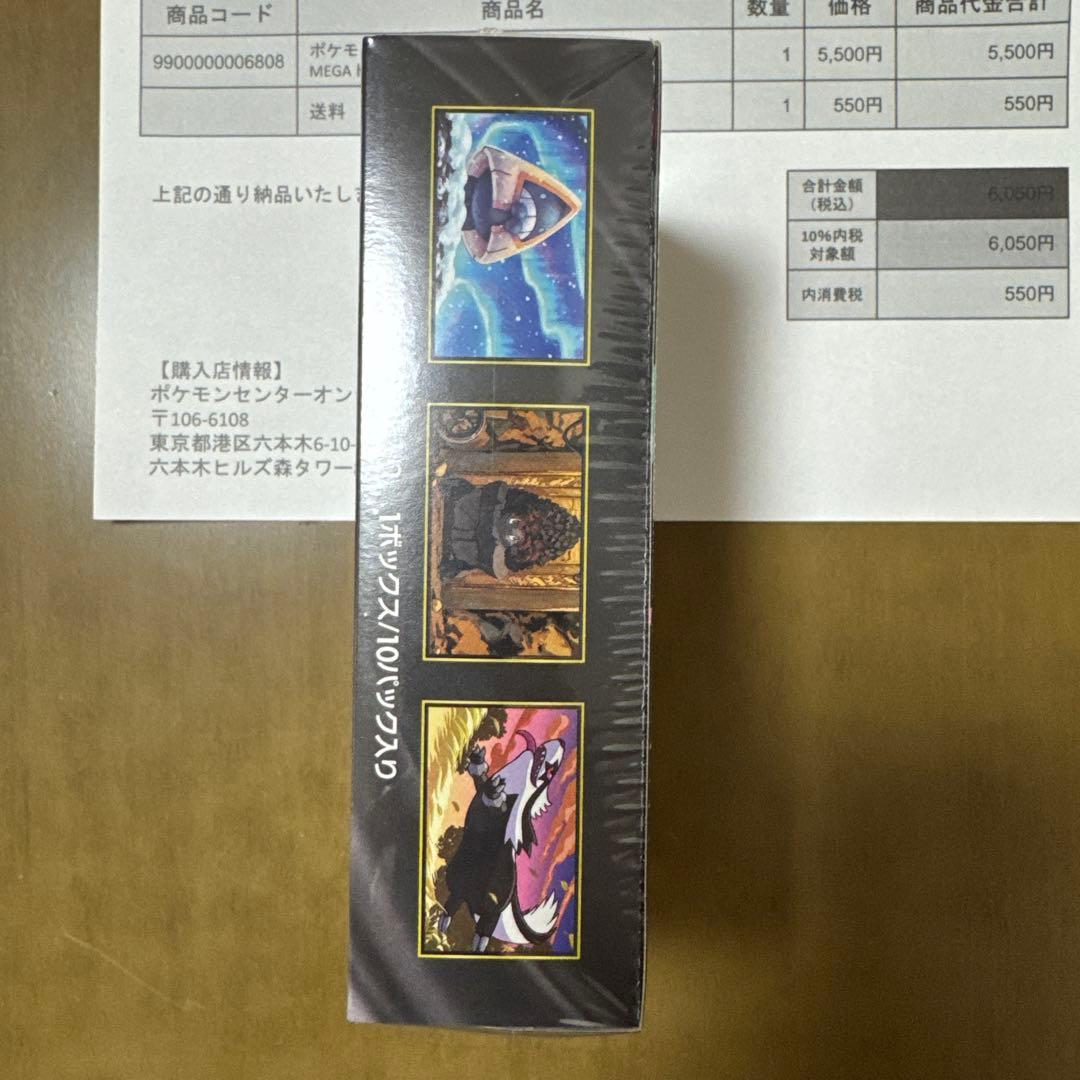 商品コード 商品名 数量 価格 商品代金合計
9900000006808 ポケモ 1 5,500円 5,500円
MEGA
送料 1 550円 550円
上記の通り納品いたしま
合計金額
（税込） 6,050円
10%内税
対象額 6,050円
内消費税 550円
【購入店情報】
ポケモンセンターオン
〒106-6108
東京都港区六本木6-10-
六本木ヒルズ森タワー
1ボックス/10パック入り